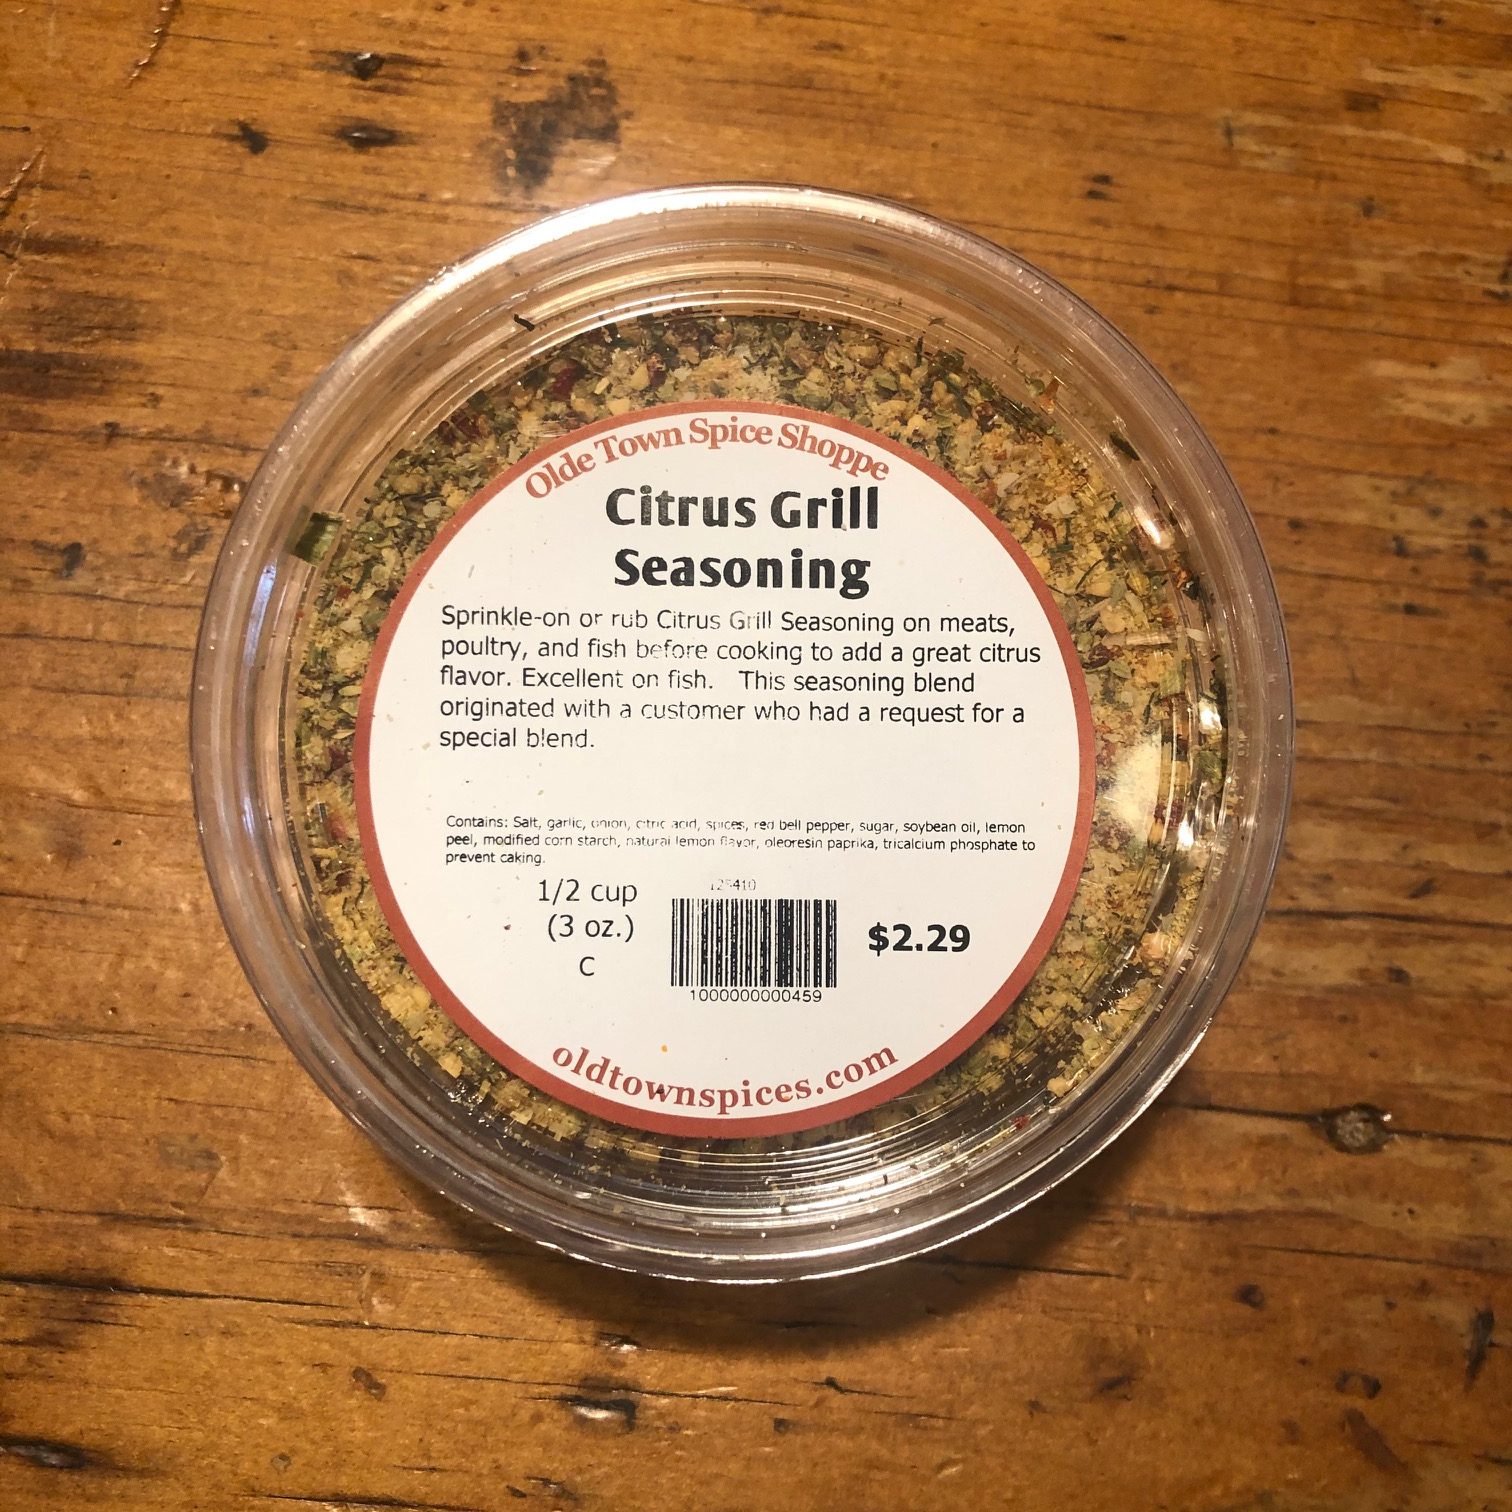 Olde Town Spice Shoppe
Citrus Grill
Seasoning
Sprinkle-on or rub Citrus Grill Seasoning on meats,
poultry, and fish before cooking to add a great citrus
flavor. Excellent on fish. This seasoning blend
originated with a customer who had a request for a
special blend.
Contains: Salt, garlic, onion, citric acid, spices, red bell pepper, sugar, soybean oil, lemon
peel, modified corn starch, natural lemon flavor, oleoresin paprika, tricalcium phosphate to
prevent caking.
1/2 cup
(3 oz.)
C
$2.29
1000000000459
oldtownspices.com